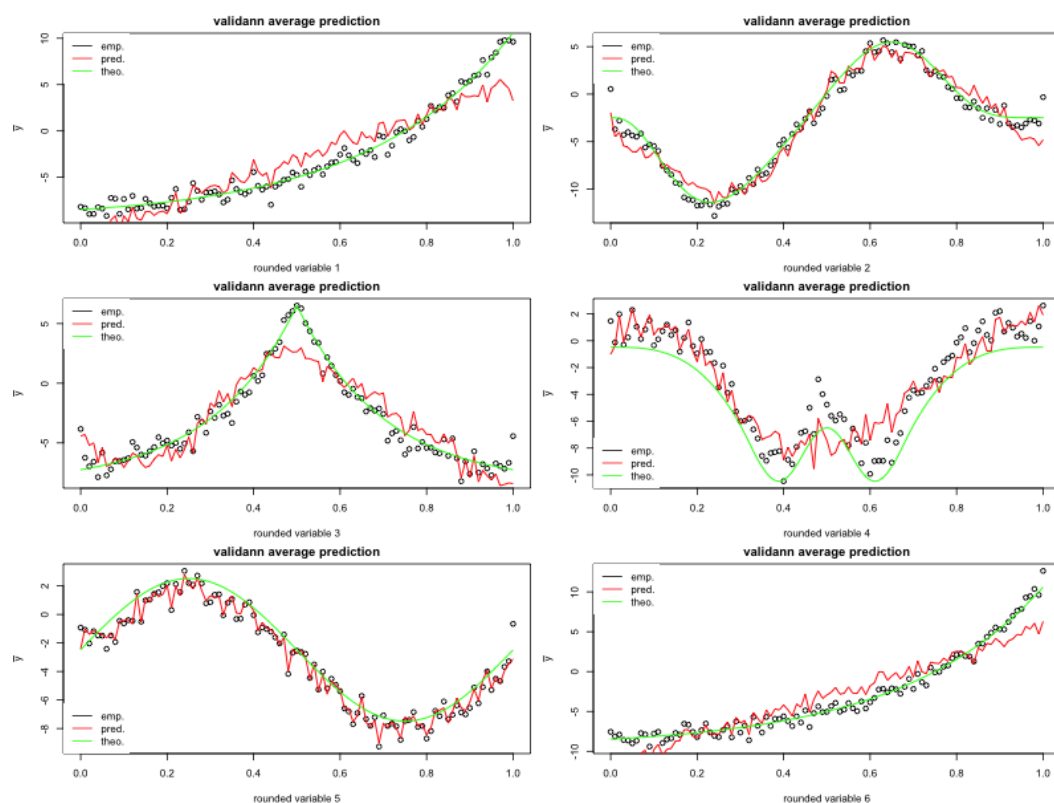 validann average prediction
10
5
0
-5
y
emp.
pred.
theo.
0.0 0.2 0.4 0.6 0.8 1.0
rounded variable 1
validann average prediction
5
0
-5
-10
y
emp.
pred.
theo.
0.0 0.2 0.4 0.6 0.8 1.0
rounded variable 2
validann average prediction
5
0
-5
y
emp.
pred.
theo.
0.0 0.2 0.4 0.6 0.8 1.0
rounded variable 3
validann average prediction
2
0
-2
-4
-6
-8
-10
y
emp.
pred.
theo.
0.0 0.2 0.4 0.6 0.8 1.0
rounded variable 4
validann average prediction
2
0
-2
-4
-6
-8
y
emp.
pred.
theo.
0.0 0.2 0.4 0.6 0.8 1.0
rounded variable 5
validann average prediction
10
5
0
-5
-10
y
emp.
pred.
theo.
0.0 0.2 0.4 0.6 0.8 1.0
rounded variable 6